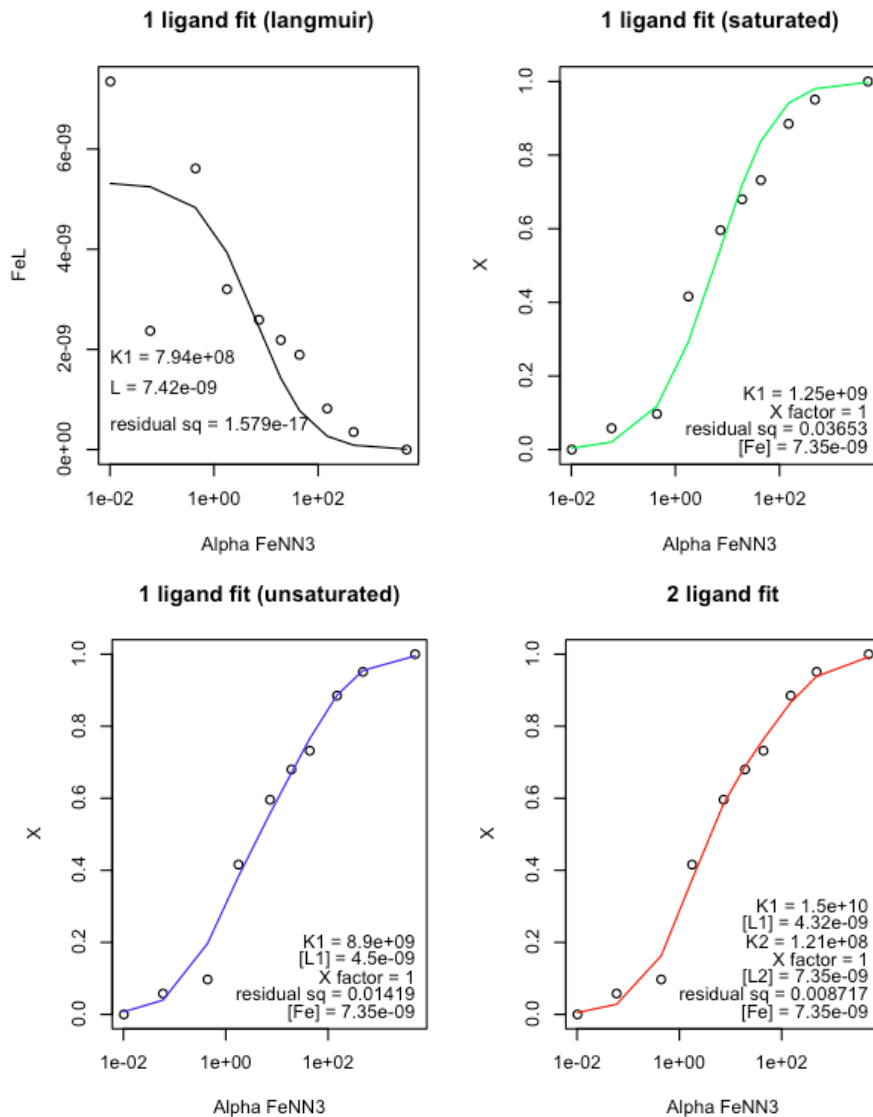 1 ligand fit (langmuir)
FeL
6e-09
4e-09
2e-09
0e+00
K1 = 7.94e+08
L = 7.42e-09
residual sq = 1.579e-17
1e-02 1e+00 1e+02
Alpha FeNN3
1 ligand fit (saturated)
X
1.0
0.8
0.6
0.4
0.2
0.0
K1 = 1.25e+09
X factor = 1
residual sq = 0.03653
[Fe] = 7.35e-09
1e-02 1e+00 1e+02
Alpha FeNN3
1 ligand fit (unsaturated)
X
1.0
0.8
0.6
0.4
0.2
0.0
K1 = 8.9e+09
[L1] = 4.5e-09
X factor = 1
residual sq = 0.01419
[Fe] = 7.35e-09
1e-02 1e+00 1e+02
Alpha FeNN3
2 ligand fit
X
1.0
0.8
0.6
0.4
0.2
0.0
K1 = 1.5e+10
[L1] = 4.32e-09
K2 = 1.21e+08
X factor = 1
[L2] = 7.35e-09
residual sq = 0.008717
[Fe] = 7.35e-09
1e-02 1e+00 1e+02
Alpha FeNN3